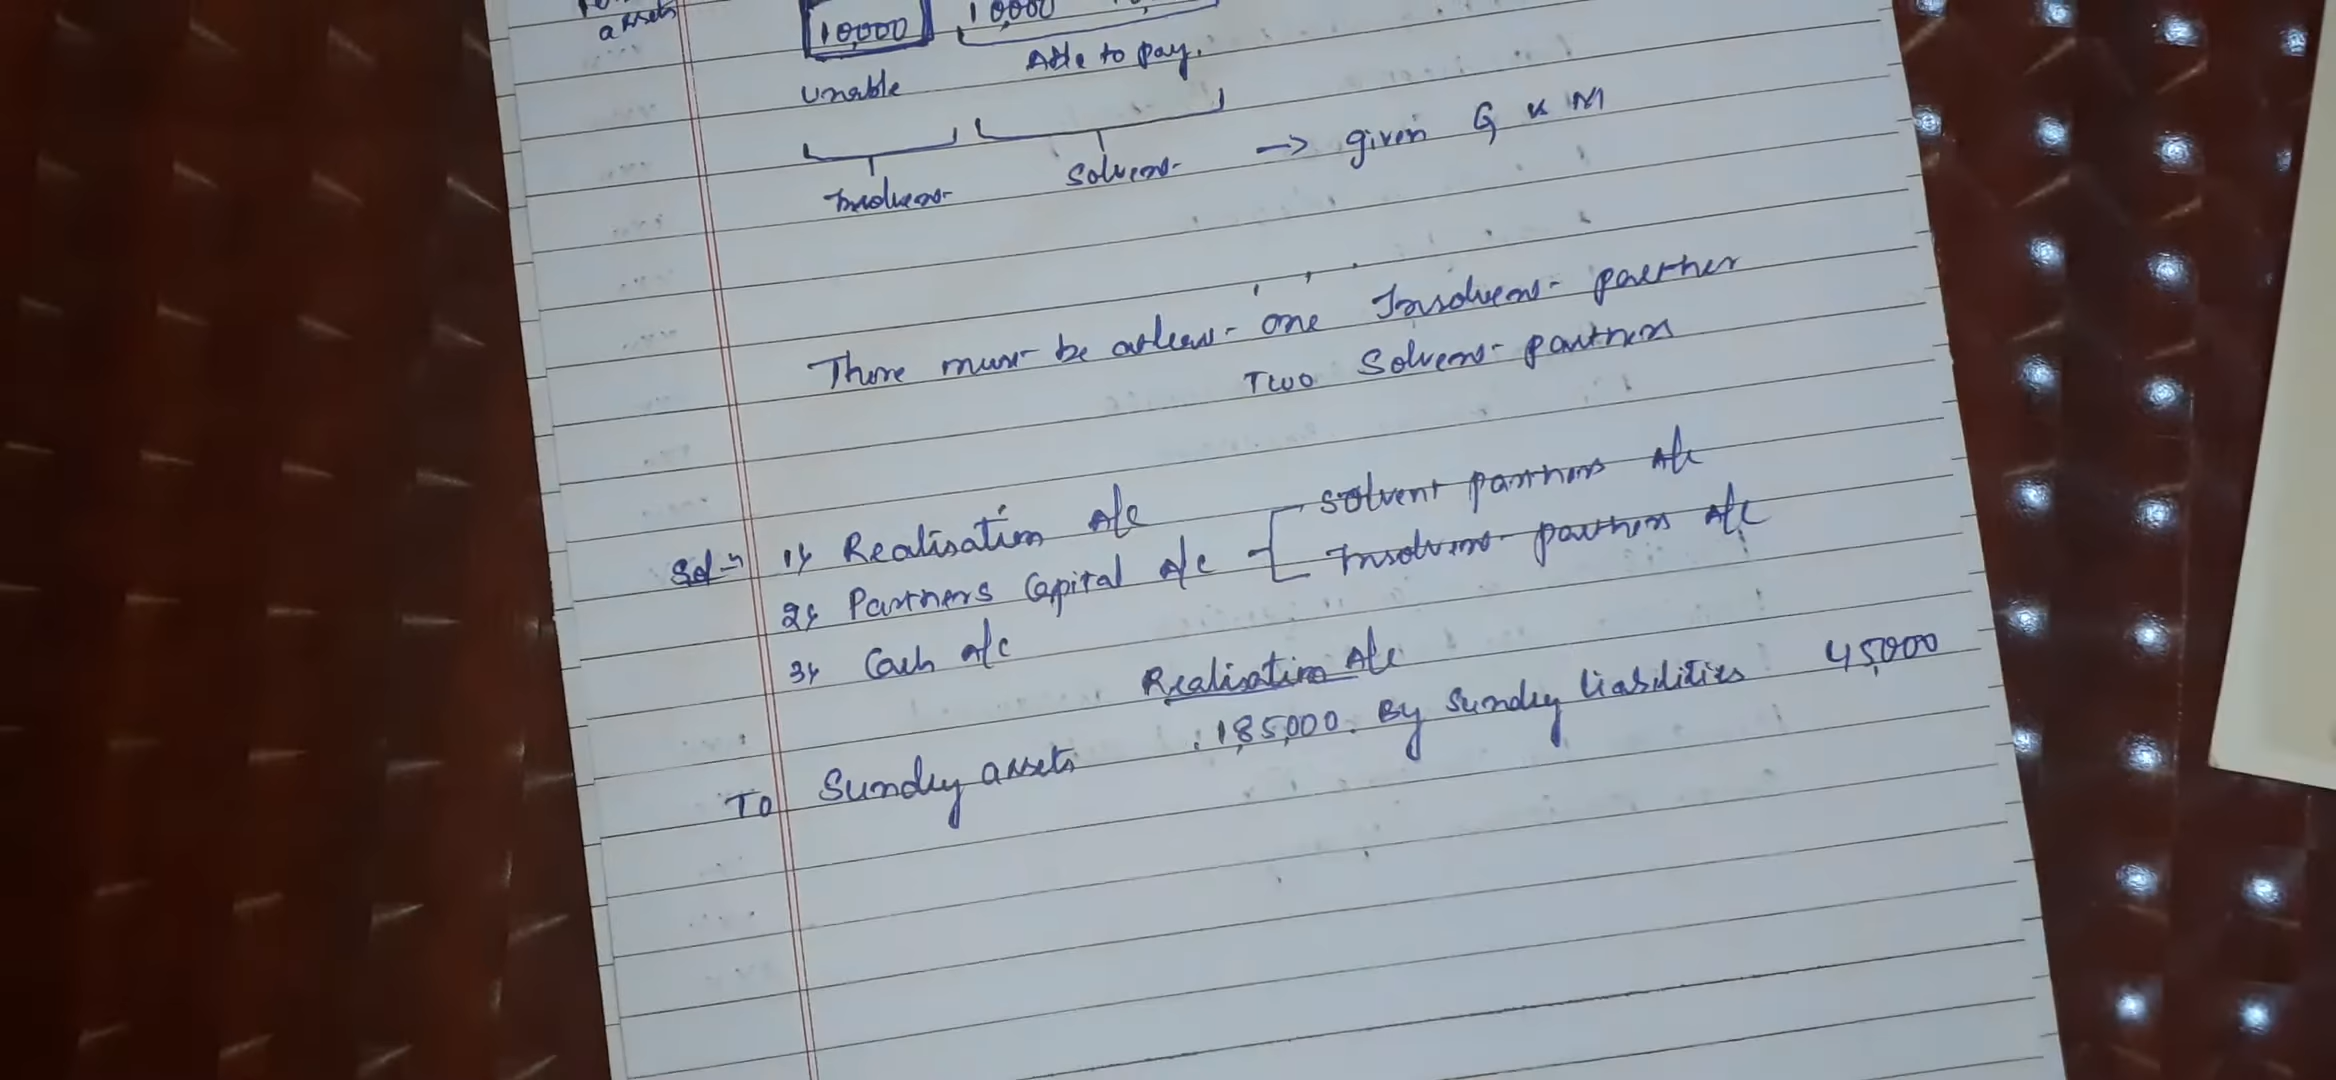 assets
10,000 10,000
unable Able to pay.
Insolvent Solvent → given G & M
There must be atleast one Insolvent partner
Two Solvent partners
Sol→ 1) Realisation A/c
2) Partners Capital A/c
Solvent partners A/c
Insolvent partners A/c
3) Cash A/c
Realisation A/c
To Sundry assets 1,85,000. By Sundry liabilities 45,000